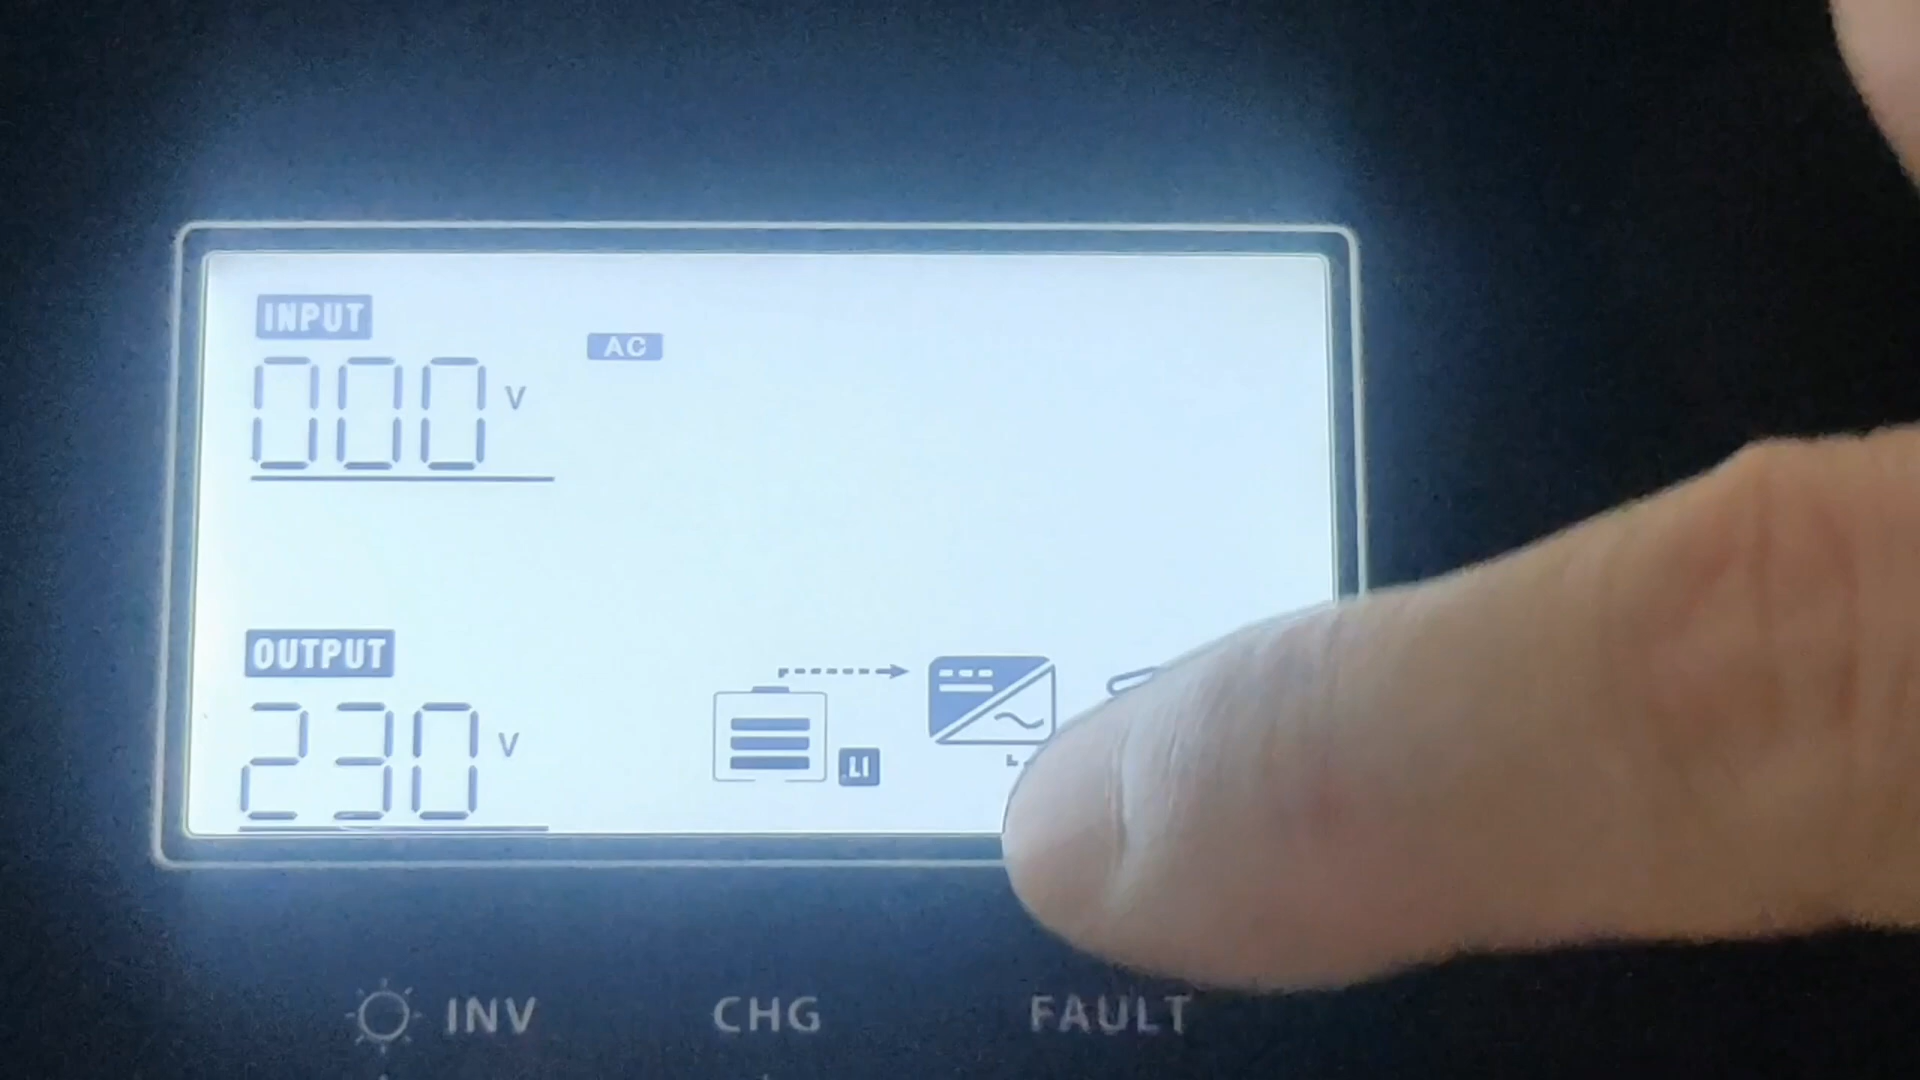 INPUT
AC
000 V
OUTPUT
230 V
LI
INV CHG FAULT